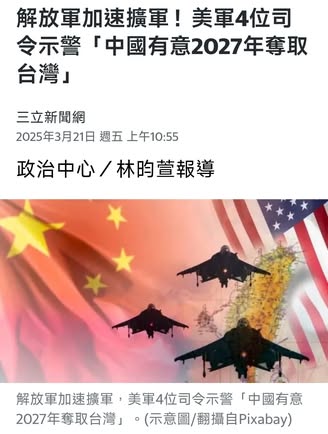 解放軍加速擴軍！美軍4位司
令示警「中國有意2027年奪取
台灣」
三立新聞網
2025年3月21日 週五 上午10:55
政治中心／林昀萱報導
解放軍加速擴軍，美軍4位司令示警「中國有意
2027年奪取台灣」。(示意圖/翻攝自Pixabay)